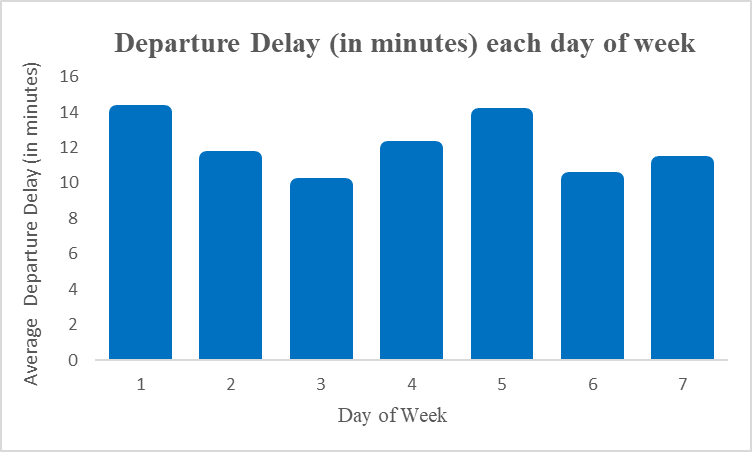 Departure Delay (in minutes) each day of week
Average Departure Delay (in minutes)
16
14
12
10
8
6
4
2
0
1 2 3 4 5 6 7
Day of Week